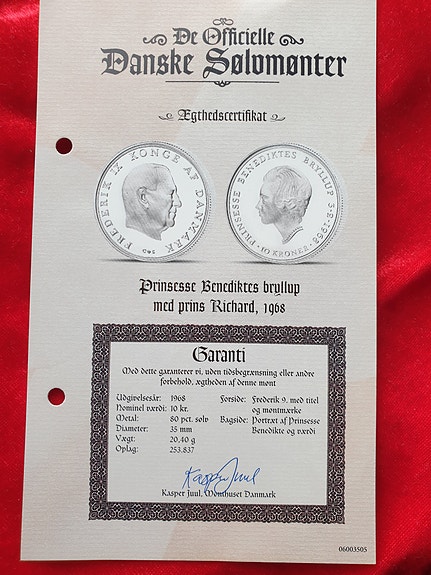 De Officielle
Danske Sølvmønter
Ægthedscertifikat
FREDERIK IX KONGE AF DANMARK
C♥S
PRINSESSE BENEDIKTES BRYLLUP 3-2-1968
·10 KRONER·
Prinsesse Benediktes bryllup
med prins Richard, 1968
Garanti
Med dette garanterer vi, uden tidsbegrænsning eller andre
forbehold, ægtheden af denne mønt
Udgivelsesår: 1968
Nominel værdi: 10 kr.
Metal: 80 pct. sølv
Diameter: 35 mm
Vægt: 20,40 g
Oplag: 253.837
Forside: Frederik 9. med titel
og møntmærke
Bagside: Portræt af Prinsesse
Benedikte og værdi
Kasper Juul
Kasper Juul, Mønthuset Danmark
06003505